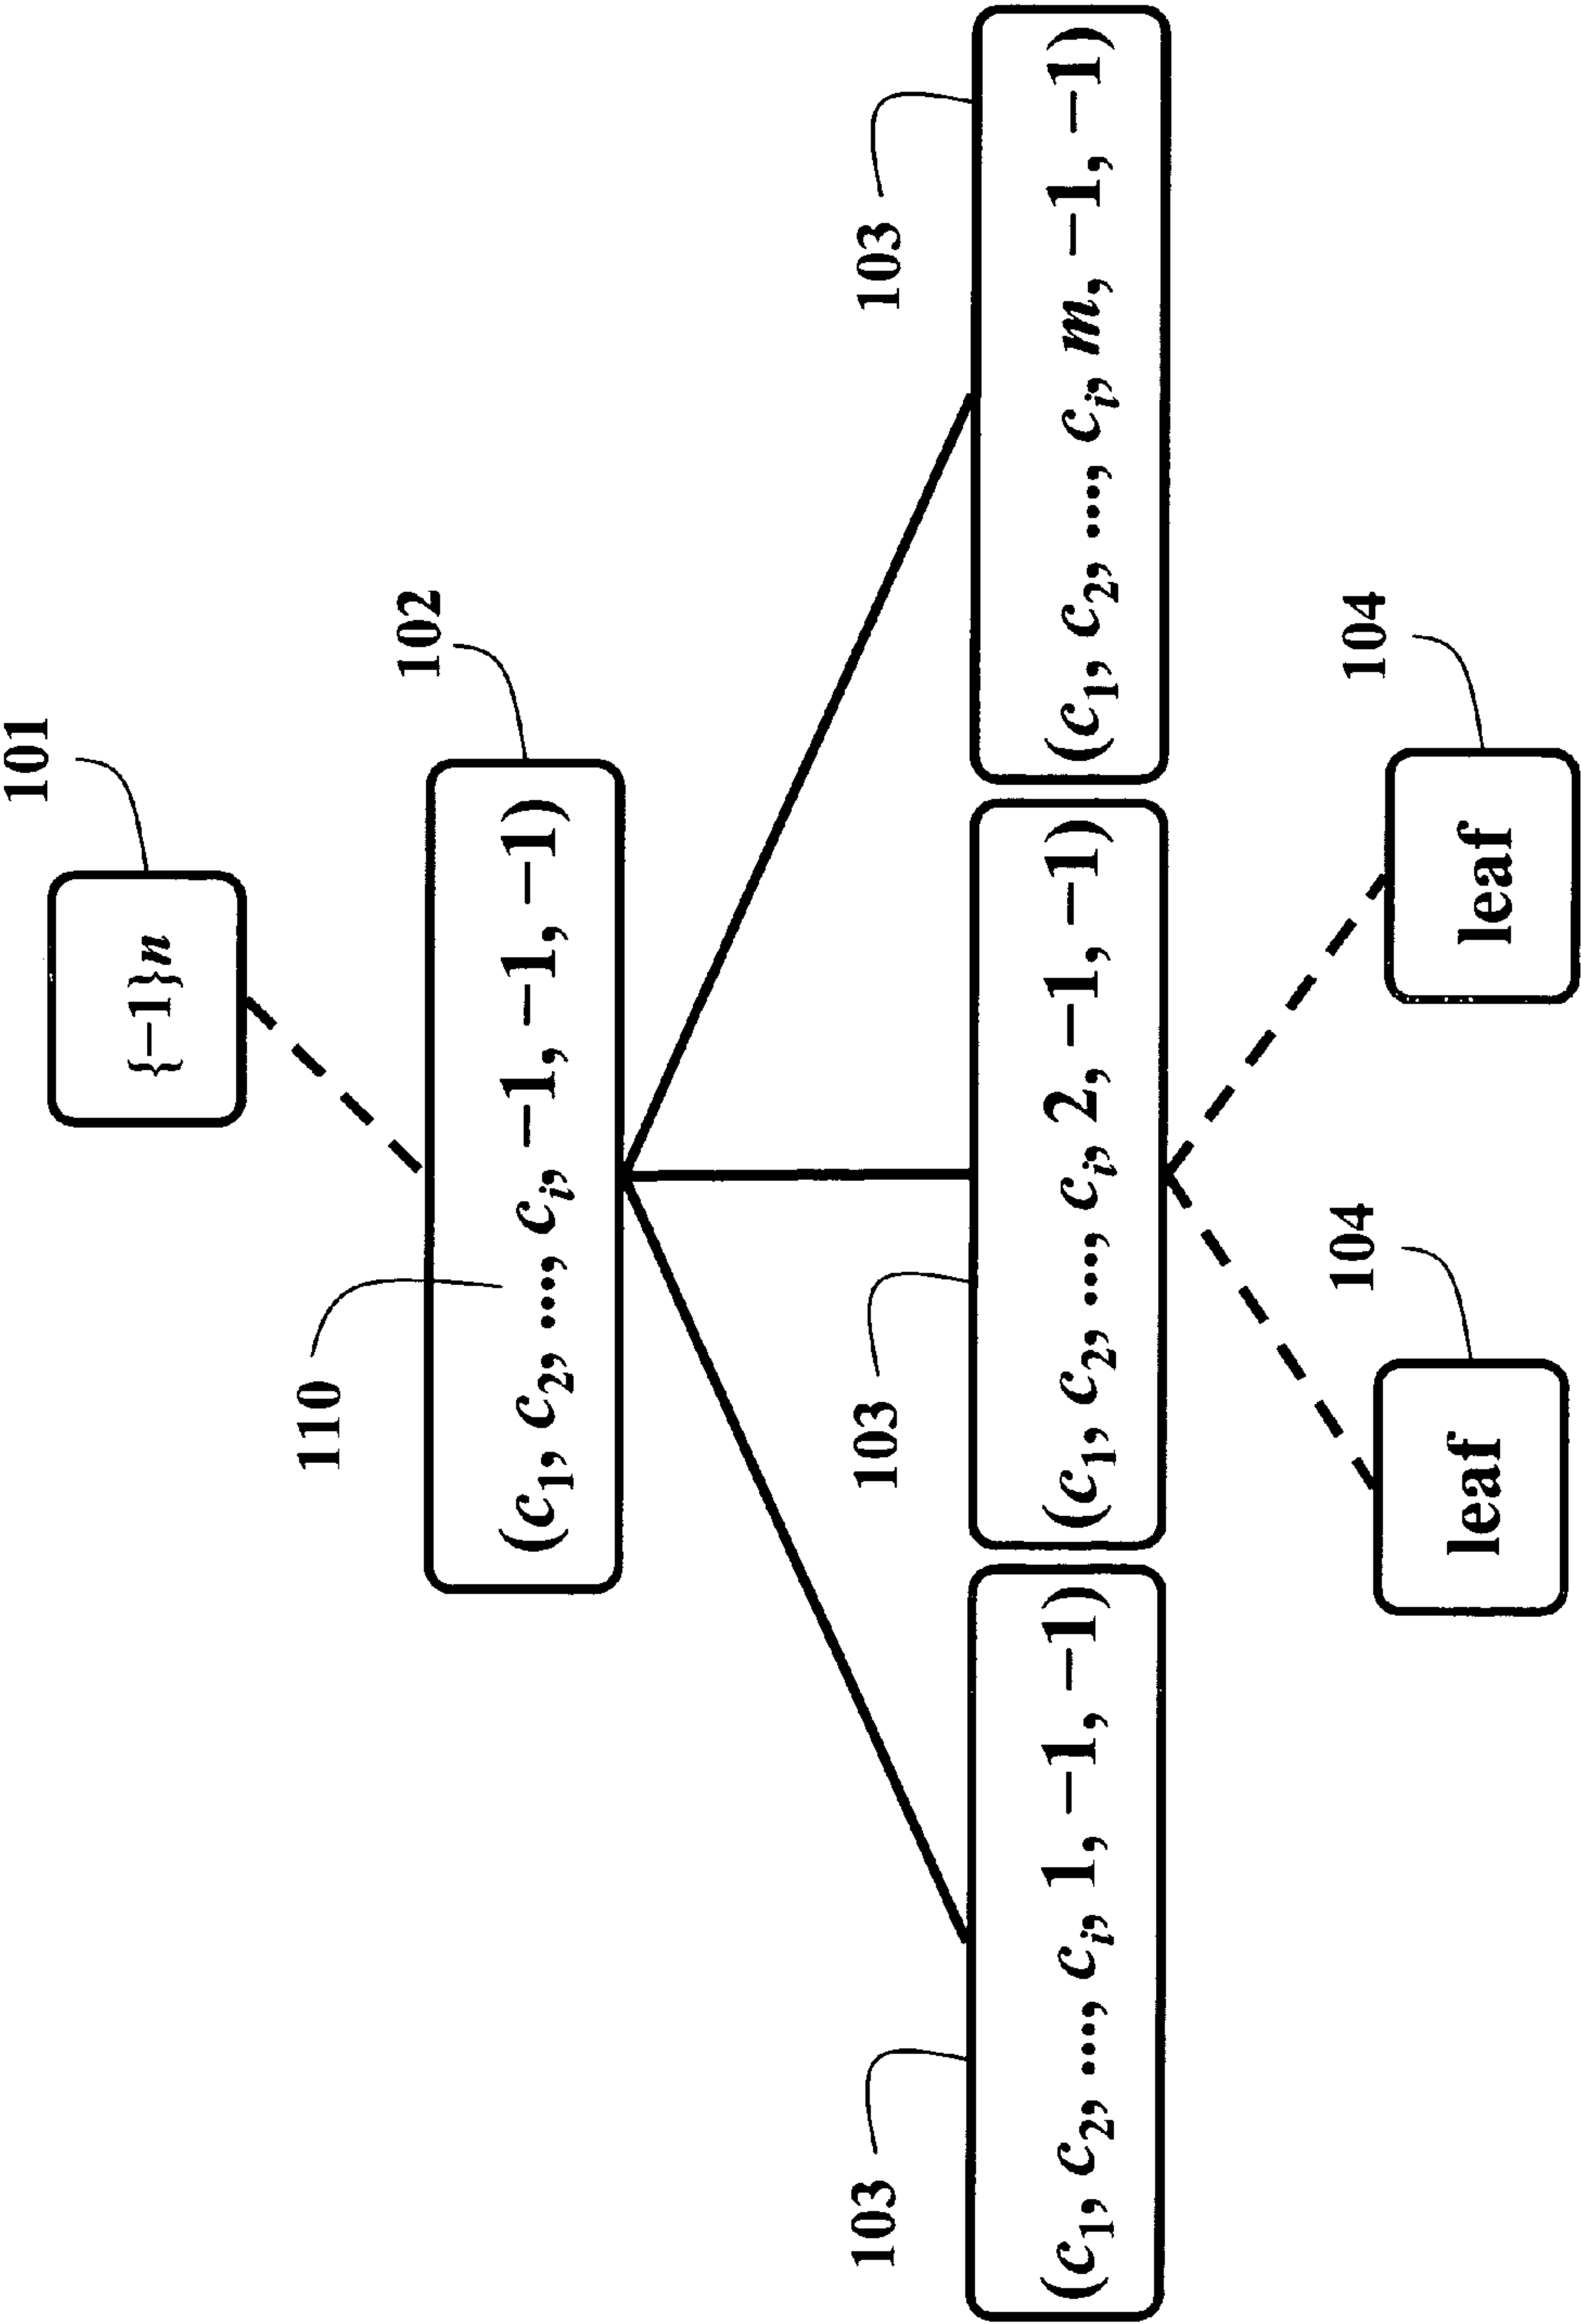 101
{−1}n
102
110
(c1, c2, ..., ci, −1, −1, −1)
103
103
103
(c1, c2, ..., ci, 1, −1, −1)
(c1, c2, ..., ci, 2, −1, −1)
(c1, c2, ..., ci, m, −1, −1)
104
104
leaf
leaf